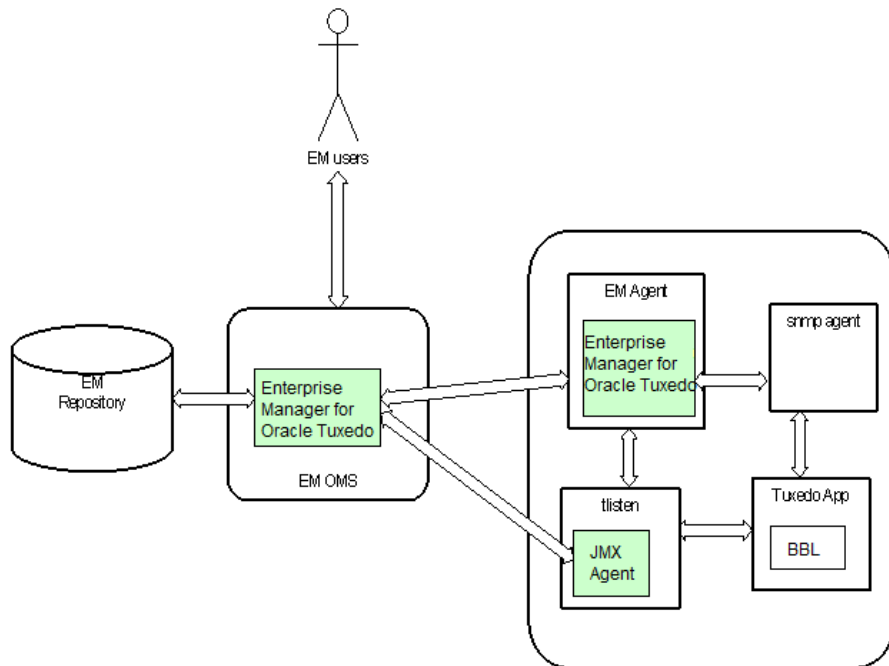 EM users
EM
Repository
Enterprise
Manager for
Oracle Tuxedo
EM OMS
EM Agent
Enterprise
Manager for
Oracle Tuxedo
snmp agent
tlisten
JMX
Agent
Tuxedo App
BBL